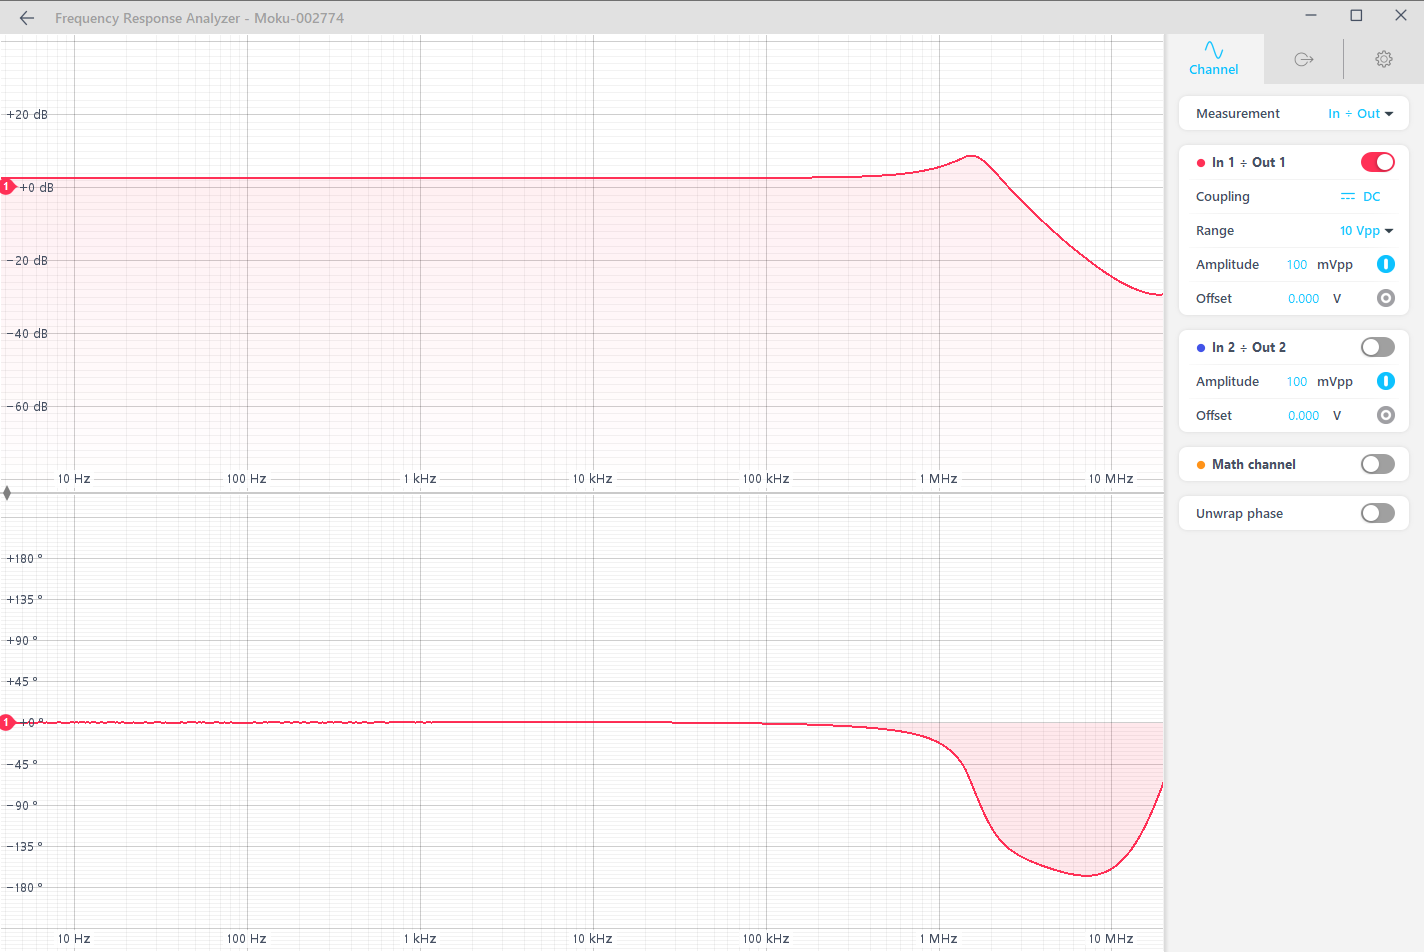 Frequency Response Analyzer - Moku-002774
+20 dB
1 +0 dB
−20 dB
−40 dB
−60 dB
10 Hz 100 Hz 1 kHz 10 kHz 100 kHz 1 MHz 10 MHz
+180 °
+135 °
+90 °
+45 °
1 +0 °
−45 °
−90 °
−135 °
−180 °
10 Hz 100 Hz 1 kHz 10 kHz 100 kHz 1 MHz 10 MHz
Channel
Measurement In ÷ Out
In 1 ÷ Out 1
Coupling DC
Range 10 Vpp
Amplitude 100 mVpp
Offset 0.000 V
In 2 ÷ Out 2
Amplitude 100 mVpp
Offset 0.000 V
Math channel
Unwrap phase